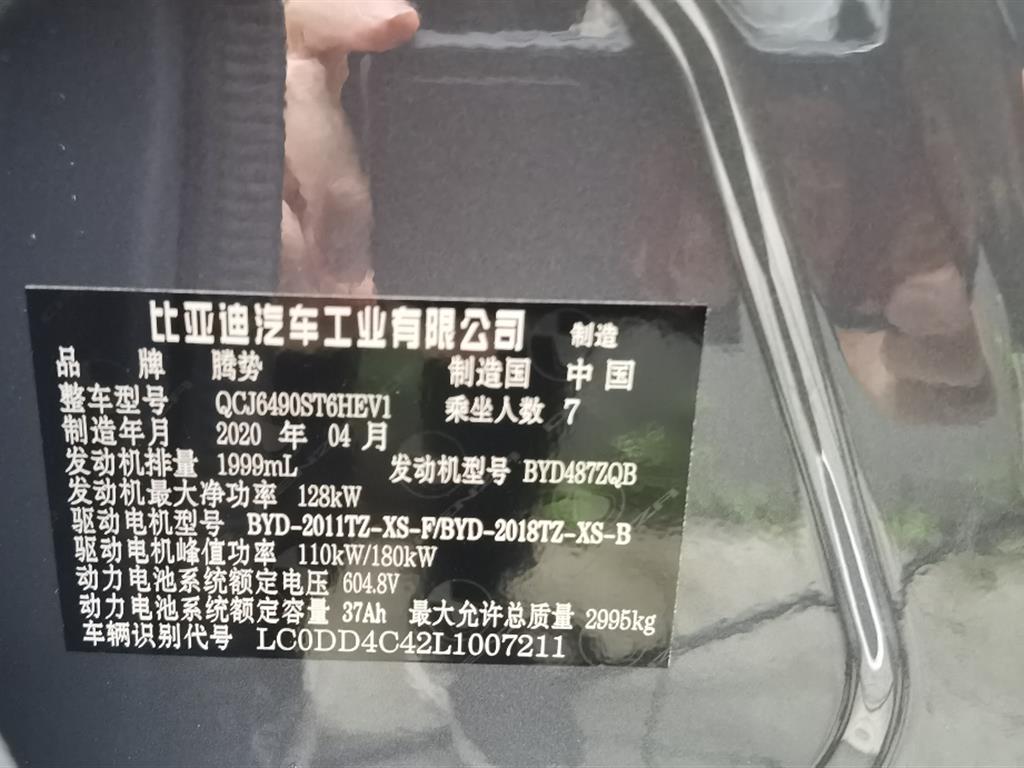 比亚迪汽车工业有限公司 制造
品牌 腾势 制造国 中国
整车型号 QCJ6490ST6HEV1 乘坐人数 7
制造年月 2020 年 04 月
发动机排量 1999mL 发动机型号 BYD487ZQB
发动机最大净功率 128kW
驱动电机型号 BYD-2011TZ-XS-F/BYD-2018TZ-XS-B
驱动电机峰值功率 110kW/180kW
动力电池系统额定电压 604.8V
动力电池系统额定容量 37Ah 最大允许总质量 2995kg
车辆识别代号 LC0DD4C42L1007211